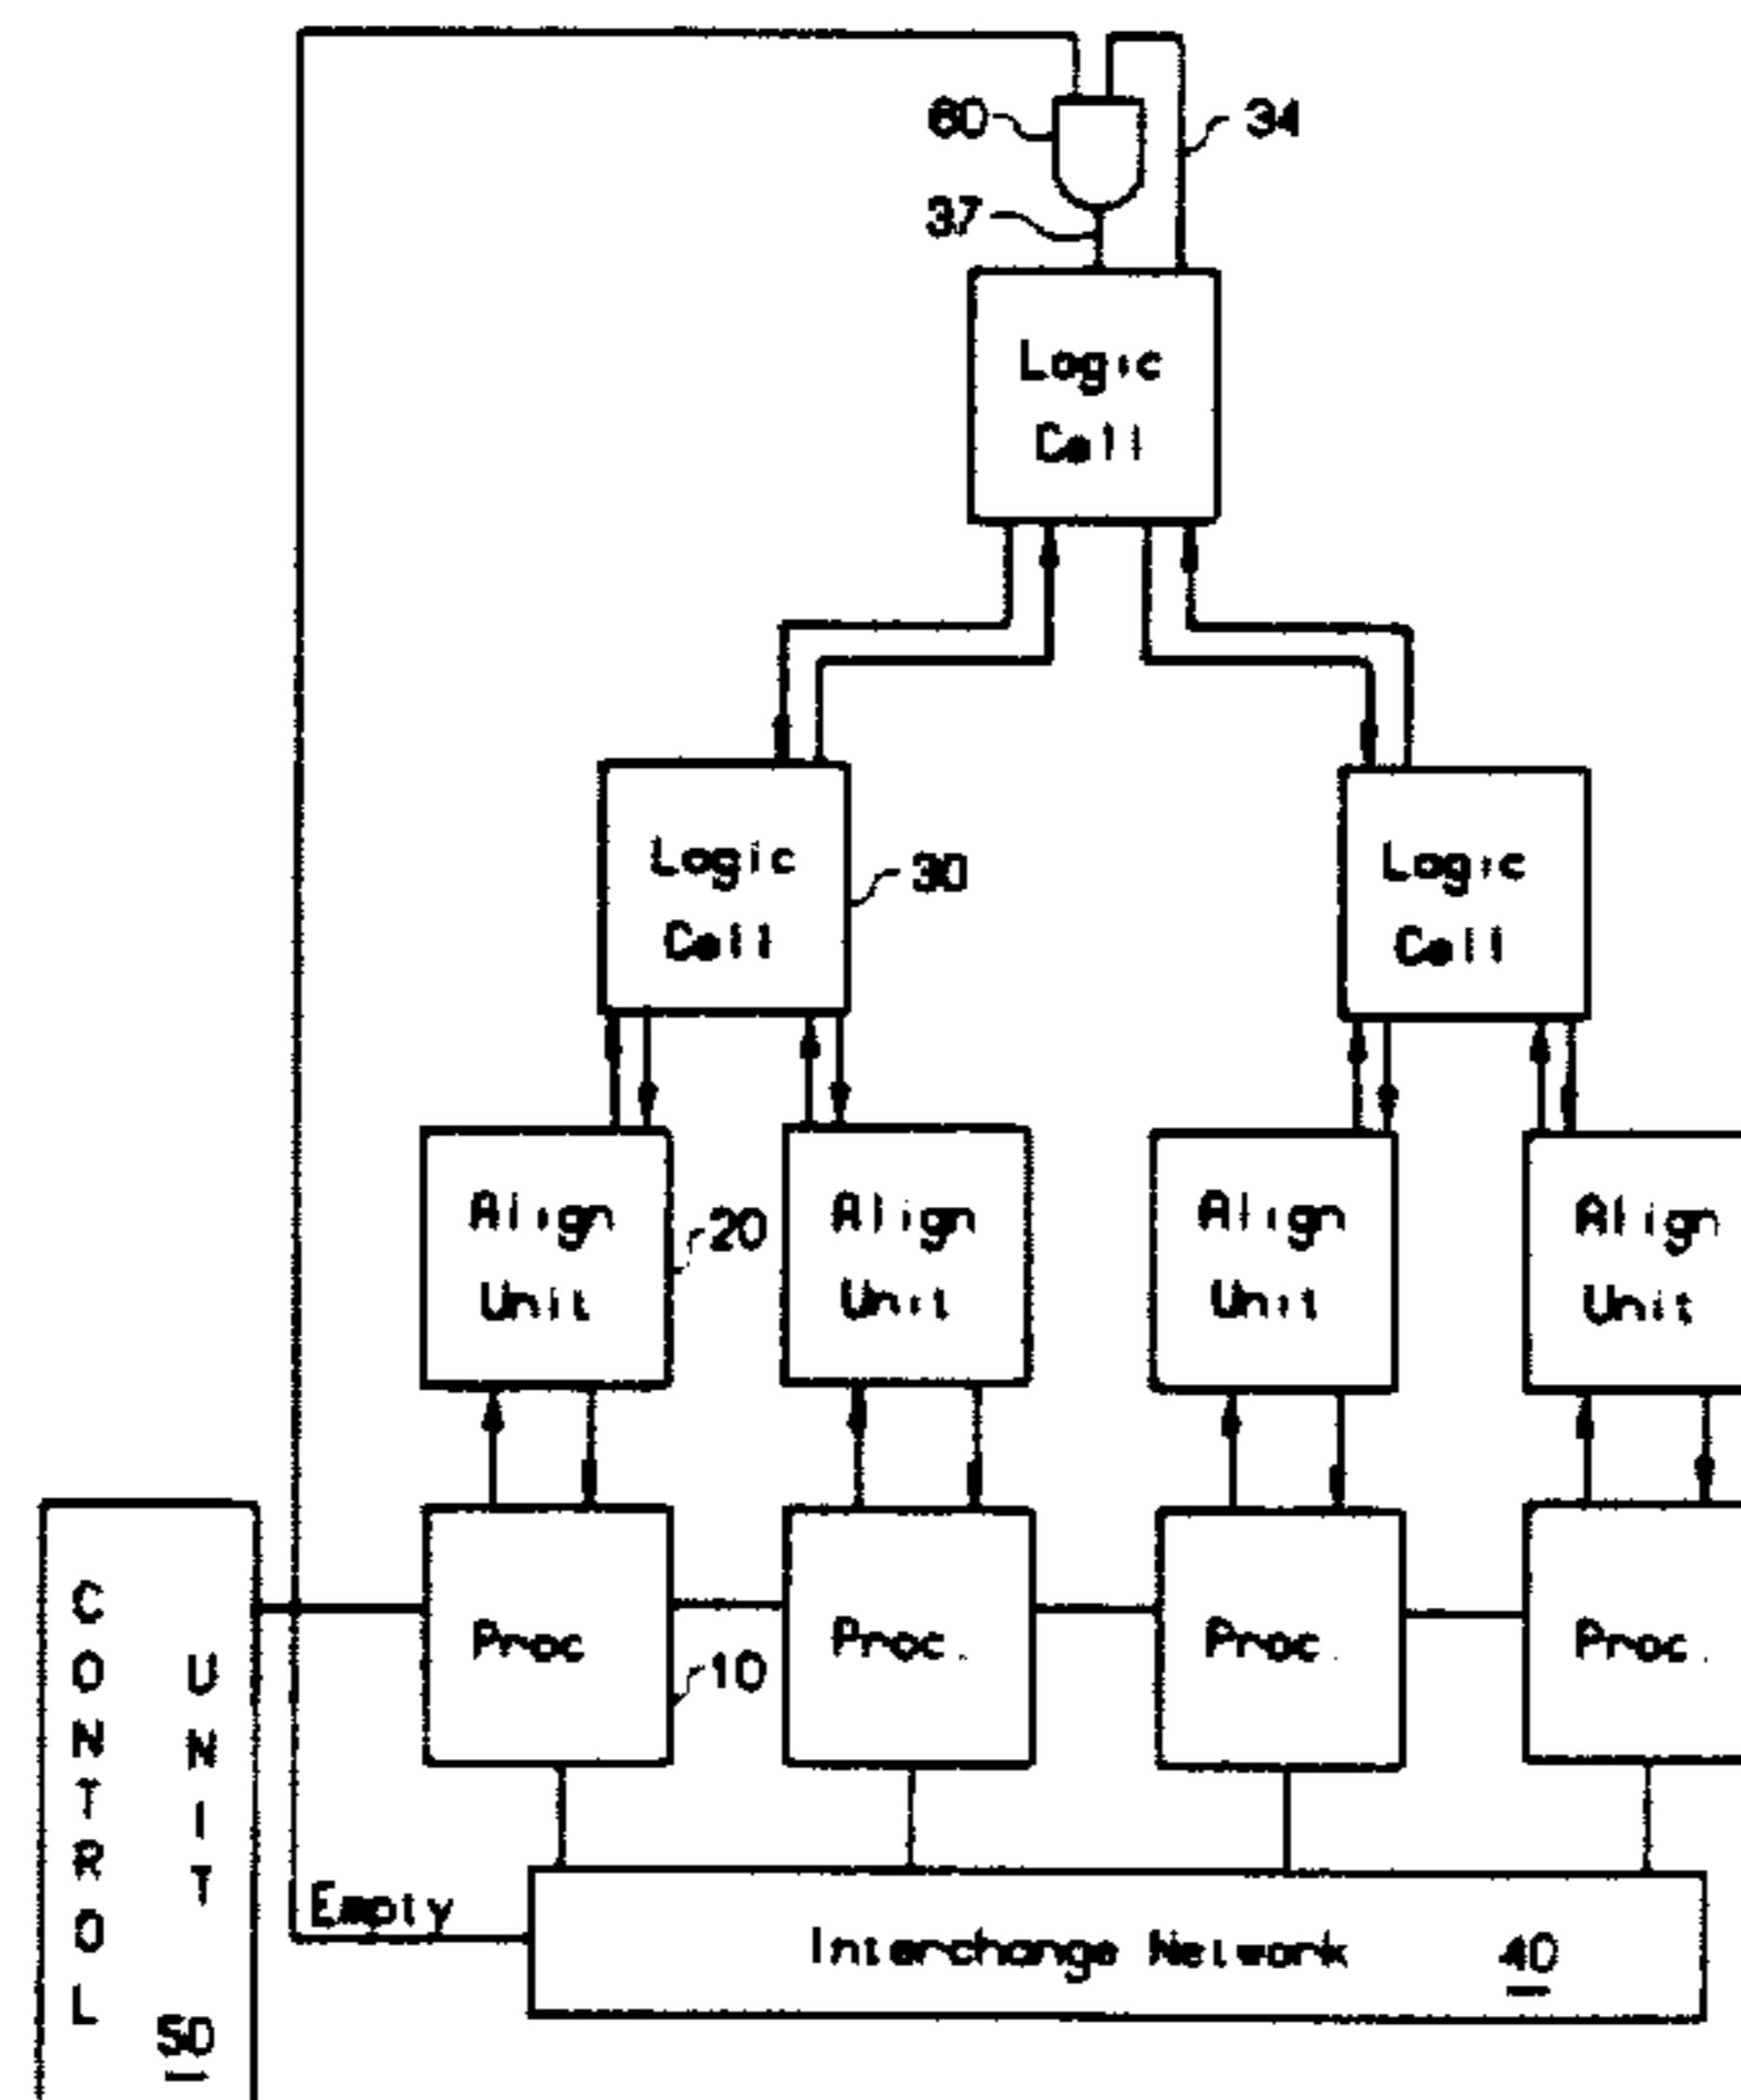 60
34
37
Logic
Cell
Logic
Cell
30
Logic
Cell
Align
Unit
20
Align
Unit
Align
Unit
Align
Unit
CONTROL
UNIT
50
Proc
10
Proc.
Proc.
Proc.
Empty
Interchange Network 40